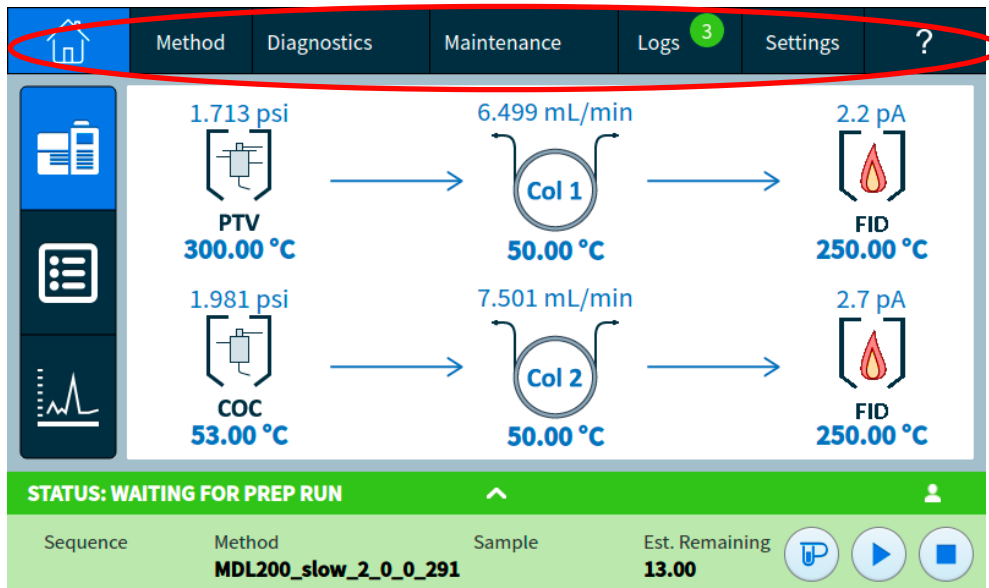 Method Diagnostics Maintenance Logs 3 Settings ?
1.713 psi 6.499 mL/min 2.2 pA
Col 1
PTV FID
300.00 °C 50.00 °C 250.00 °C
1.981 psi 7.501 mL/min 2.7 pA
Col 2
COC FID
53.00 °C 50.00 °C 250.00 °C
STATUS: WAITING FOR PREP RUN
Sequence Method Sample Est. Remaining
MDL200_slow_2_0_0_291 13.00